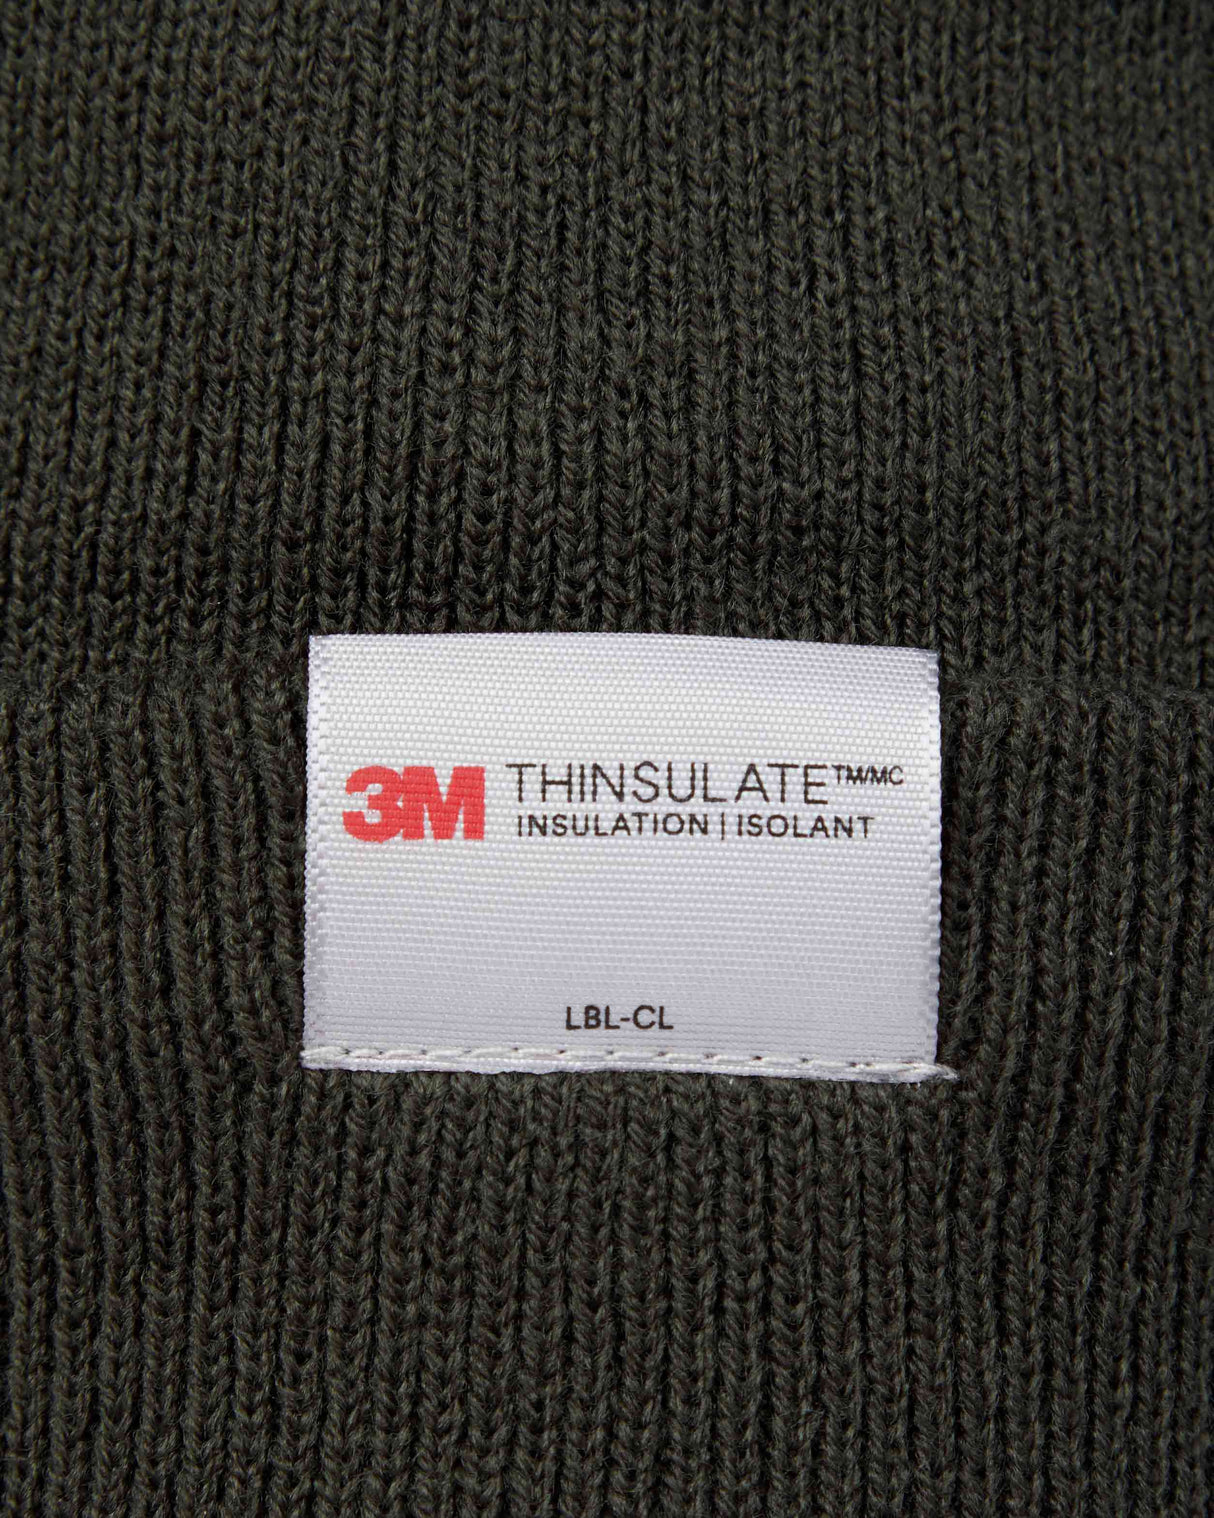 3M THINSULATE™/MC
INSULATION | ISOLANT
LBL-CL